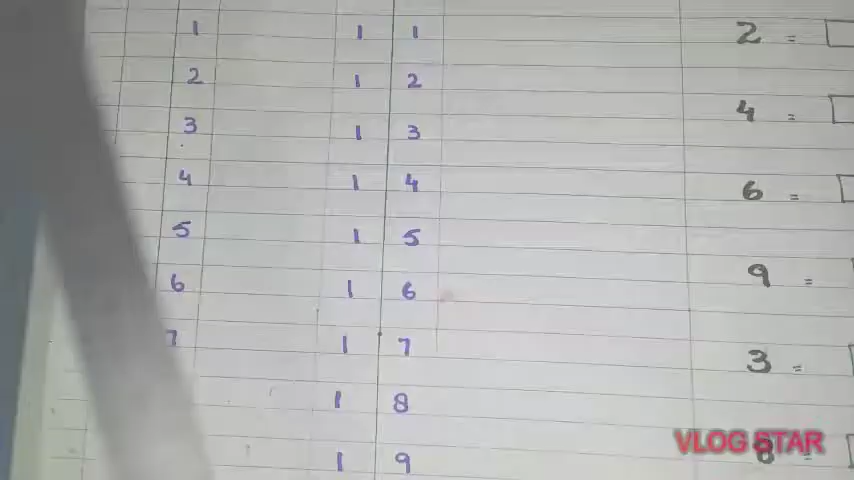 1 1 1 2 =
2 1 2
3 1 3 4 =
4 1 4 6 =
5 1 5
6 1 6 9 =
7 1 7 3 =
1 8
1 9 8 =
VLOG STAR